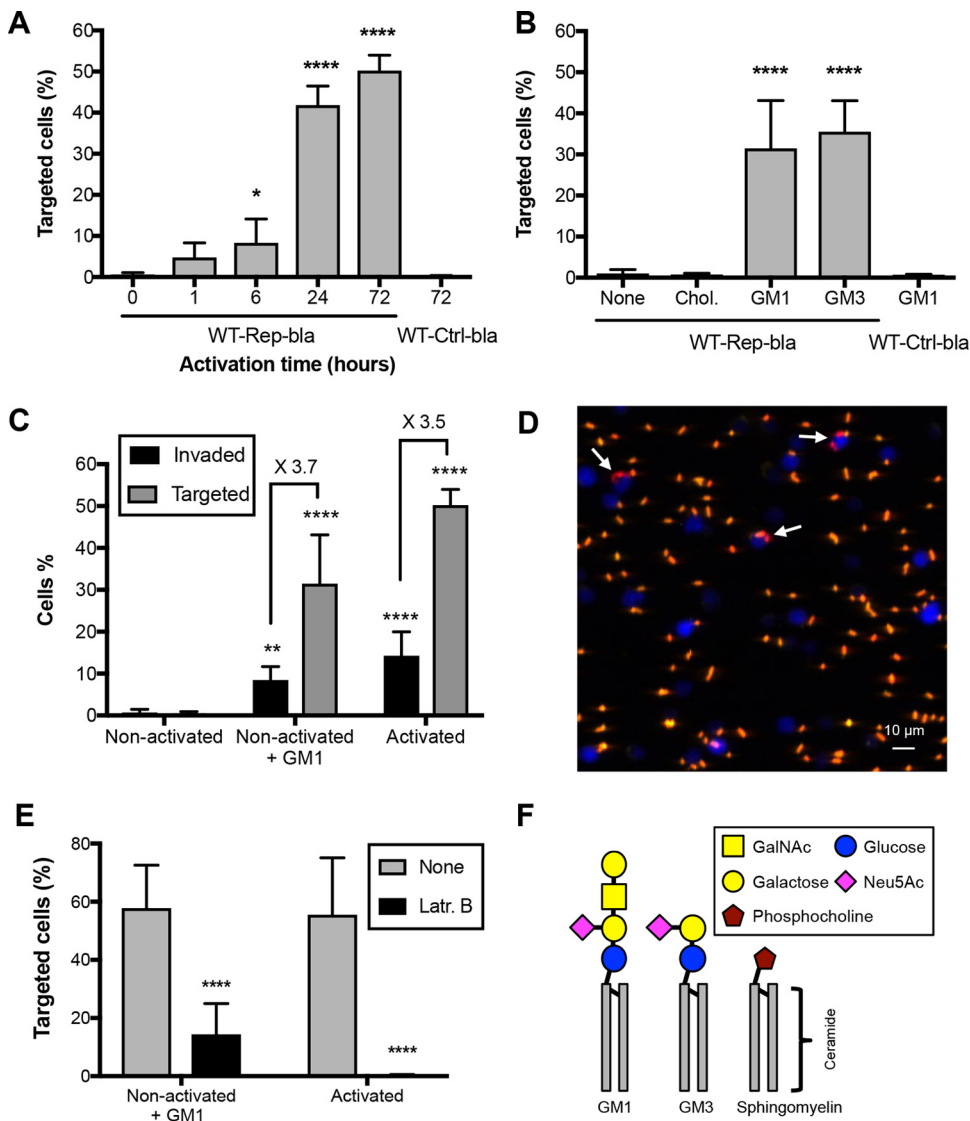 A
Targeted cells (%)
60
50
40
30
20
10
0
*
****
****
0 1 6 24 72 72
WT-Rep-bla WT-Ctrl-bla
Activation time (hours)
B
Targeted cells (%)
60
50
40
30
20
10
0
****
****
None Chol. GM1 GM3 GM1
WT-Rep-bla WT-Ctrl-bla
C
Invaded
Targeted
Cells %
60
50
40
30
20
10
0
X 3.7
X 3.5
**
****
****
****
Non-activated
Non-activated
+ GM1
Activated
D
10 µm
E
Targeted cells (%)
80
60
40
20
0
None
Latr. B
****
****
Non-activated
+ GM1
Activated
F
GalNAc
Glucose
Galactose
Neu5Ac
Phosphocholine
Ceramide
GM1 GM3 Sphingomyelin